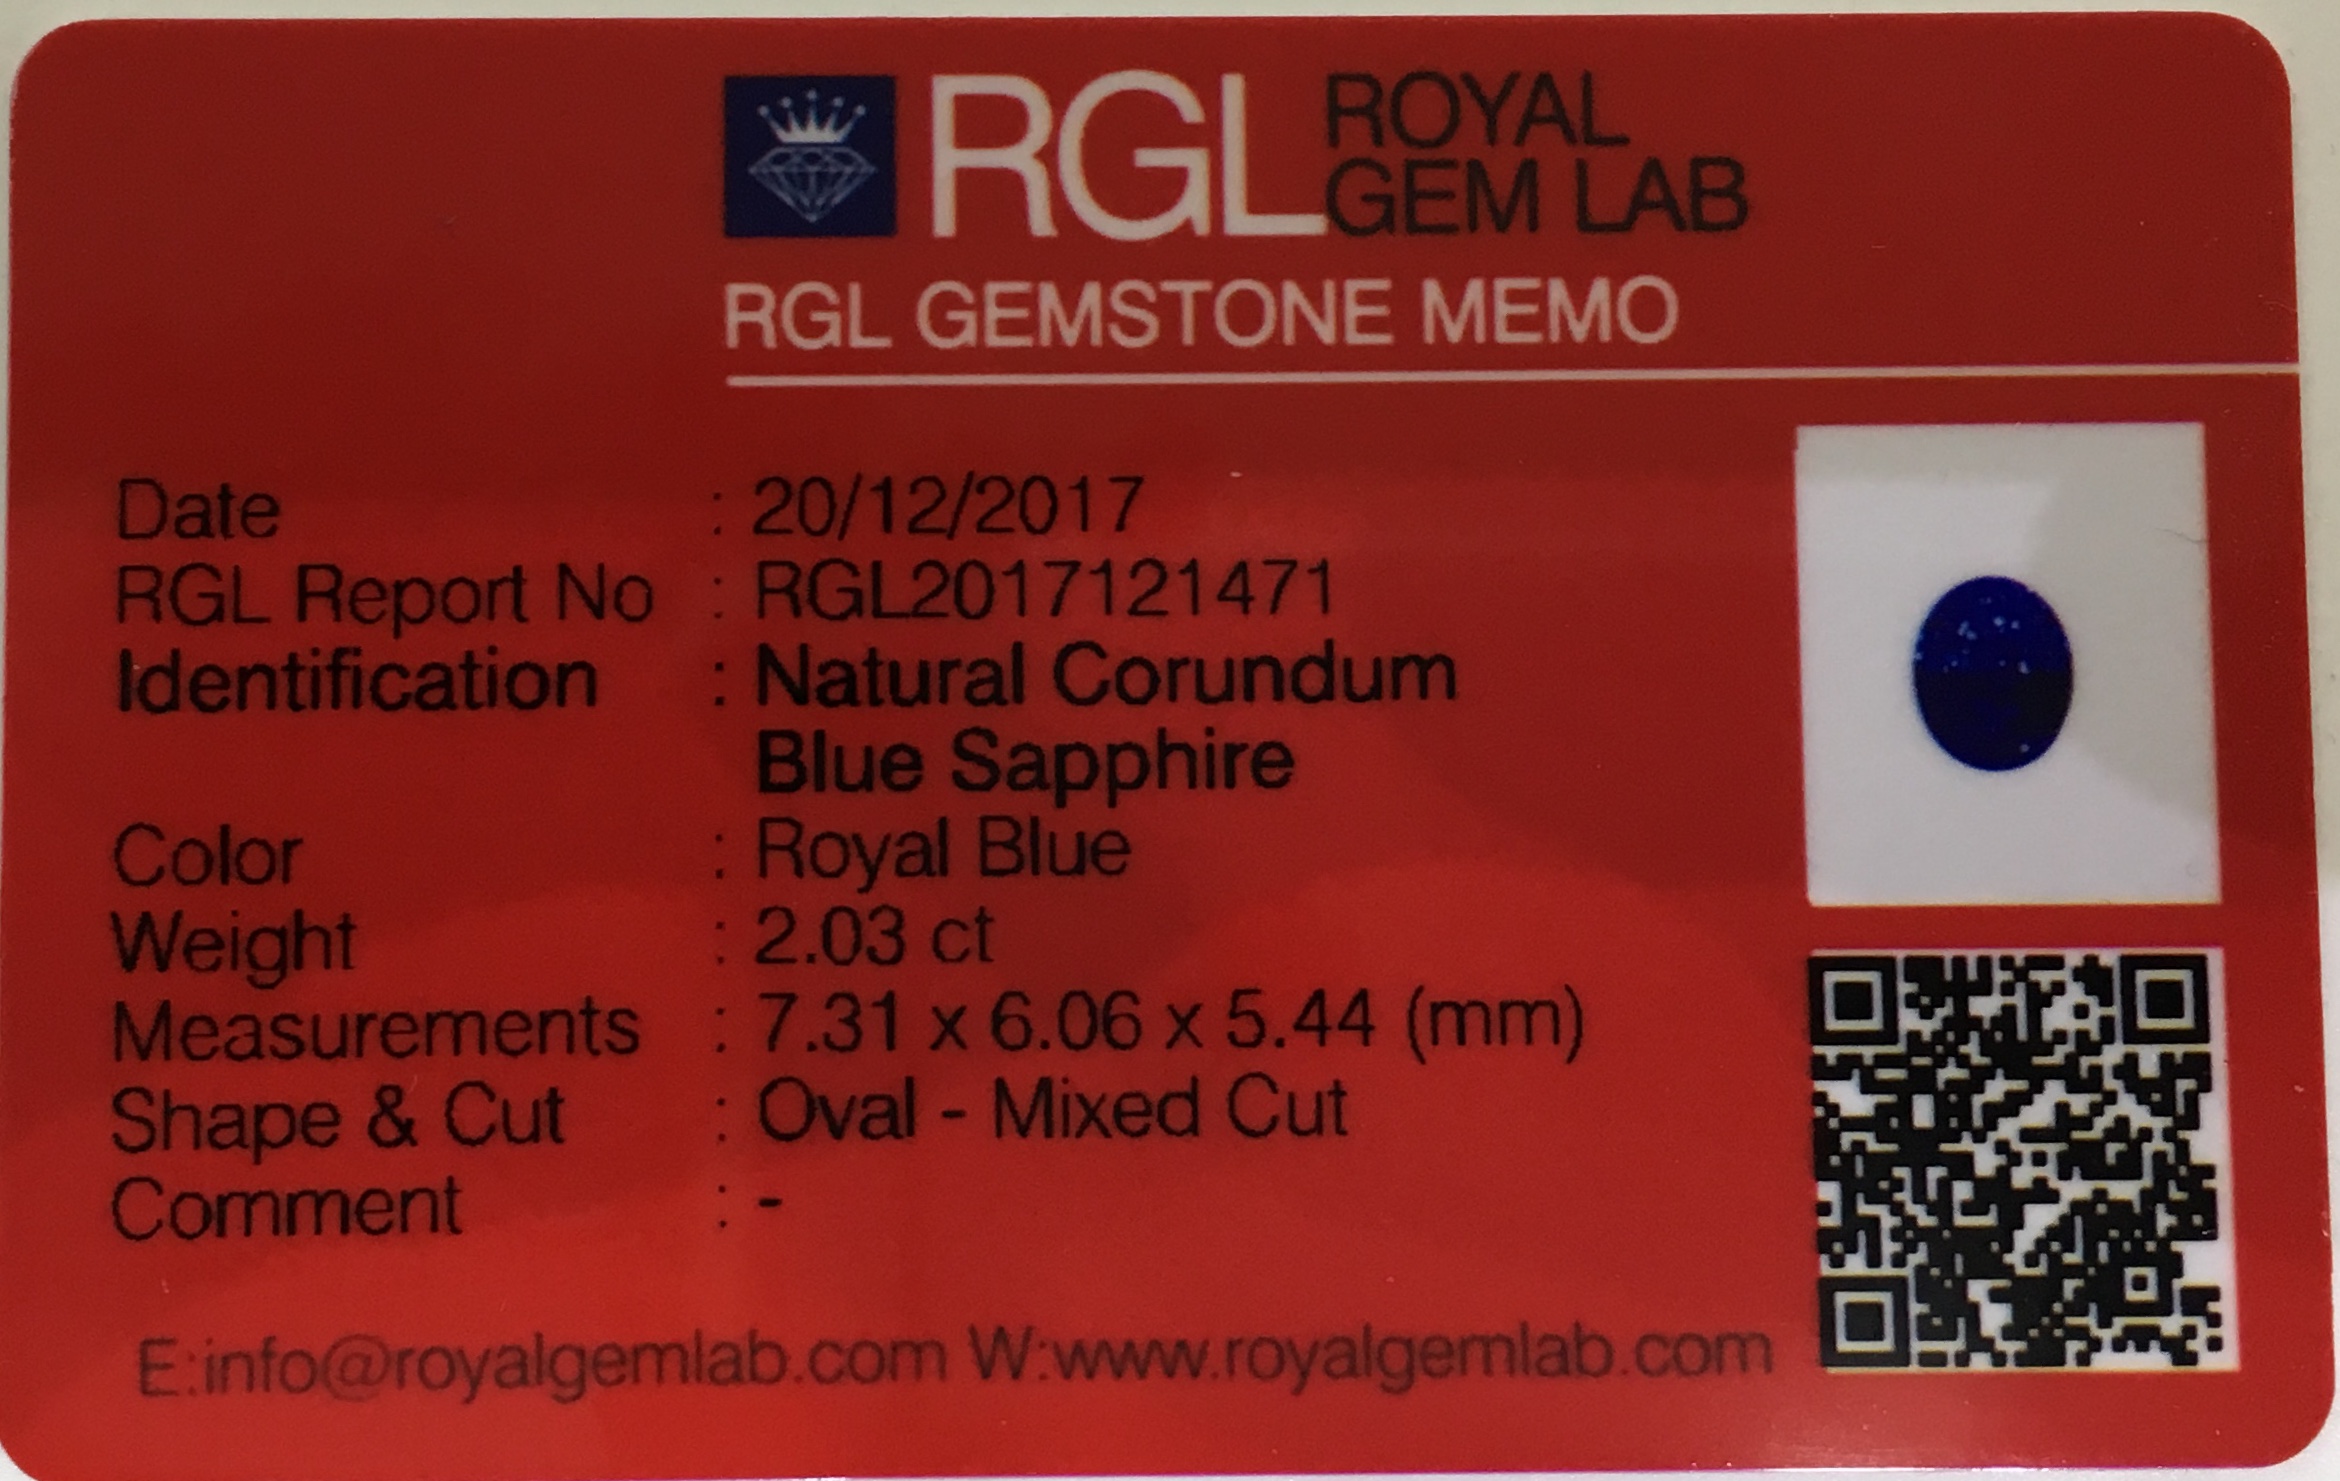 RGL ROYAL
GEM LAB
RGL GEMSTONE MEMO
Date : 20/12/2017
RGL Report No : RGL2017121471
Identification : Natural Corundum
Blue Sapphire
Color : Royal Blue
Weight : 2.03 ct
Measurements : 7.31 x 6.06 x 5.44 (mm)
Shape & Cut : Oval - Mixed Cut
Comment : -
E:info@royalgemlab.com W:www.royalgemlab.com